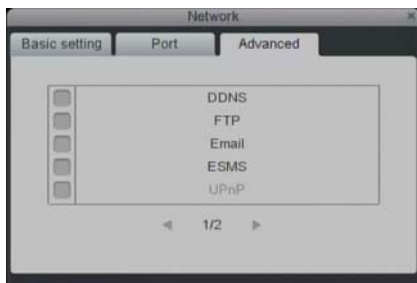 Network
Basic setting Port Advanced
DDNS
FTP
Email
ESMS
UPnP
1/2